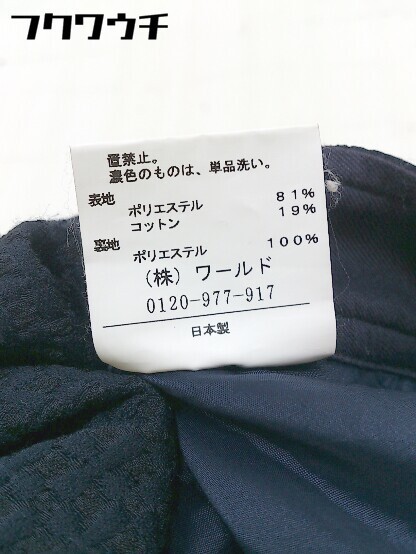 フクワウチ
置禁止。
濃色のものは、単品洗い。
表地
ポリエステル 81%
コットン 19%
裏地
ポリエステル 100%
(株) ワールド
0120-977-917
日本製